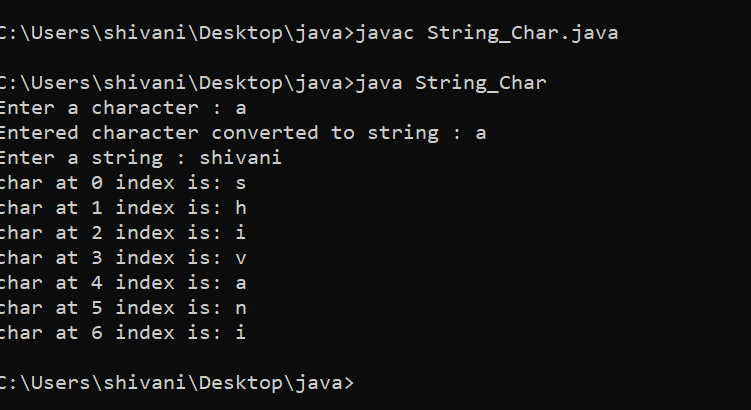 C:\Users\shivani\Desktop\java>javac String_Char.java
C:\Users\shivani\Desktop\java>java String_Char
Enter a character : a
Entered character converted to string : a
Enter a string : shivani
char at 0 index is: s
char at 1 index is: h
char at 2 index is: i
char at 3 index is: v
char at 4 index is: a
char at 5 index is: n
char at 6 index is: i
C:\Users\shivani\Desktop\java>